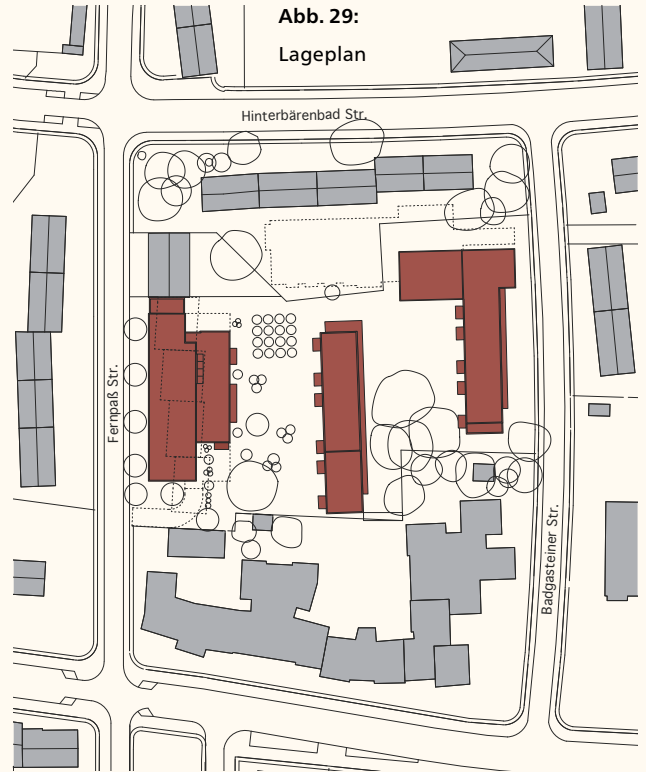 Abb. 29:
Lageplan
Hinterbärenbad Str.
Fernpaß Str.
Badgasteiner Str.